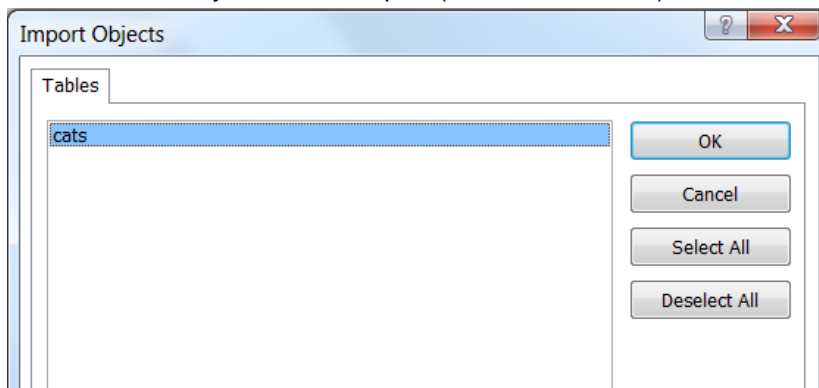 Import Objects
Tables
cats
OK
Cancel
Select All
Deselect All